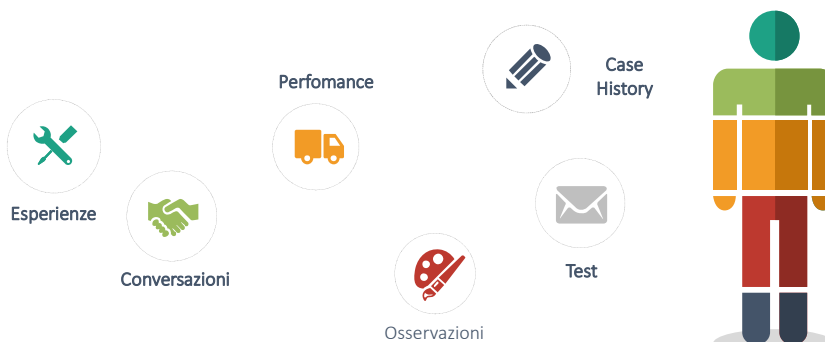 Esperienze
Conversazioni
Perfomance
Osservazioni
Case
History
Test